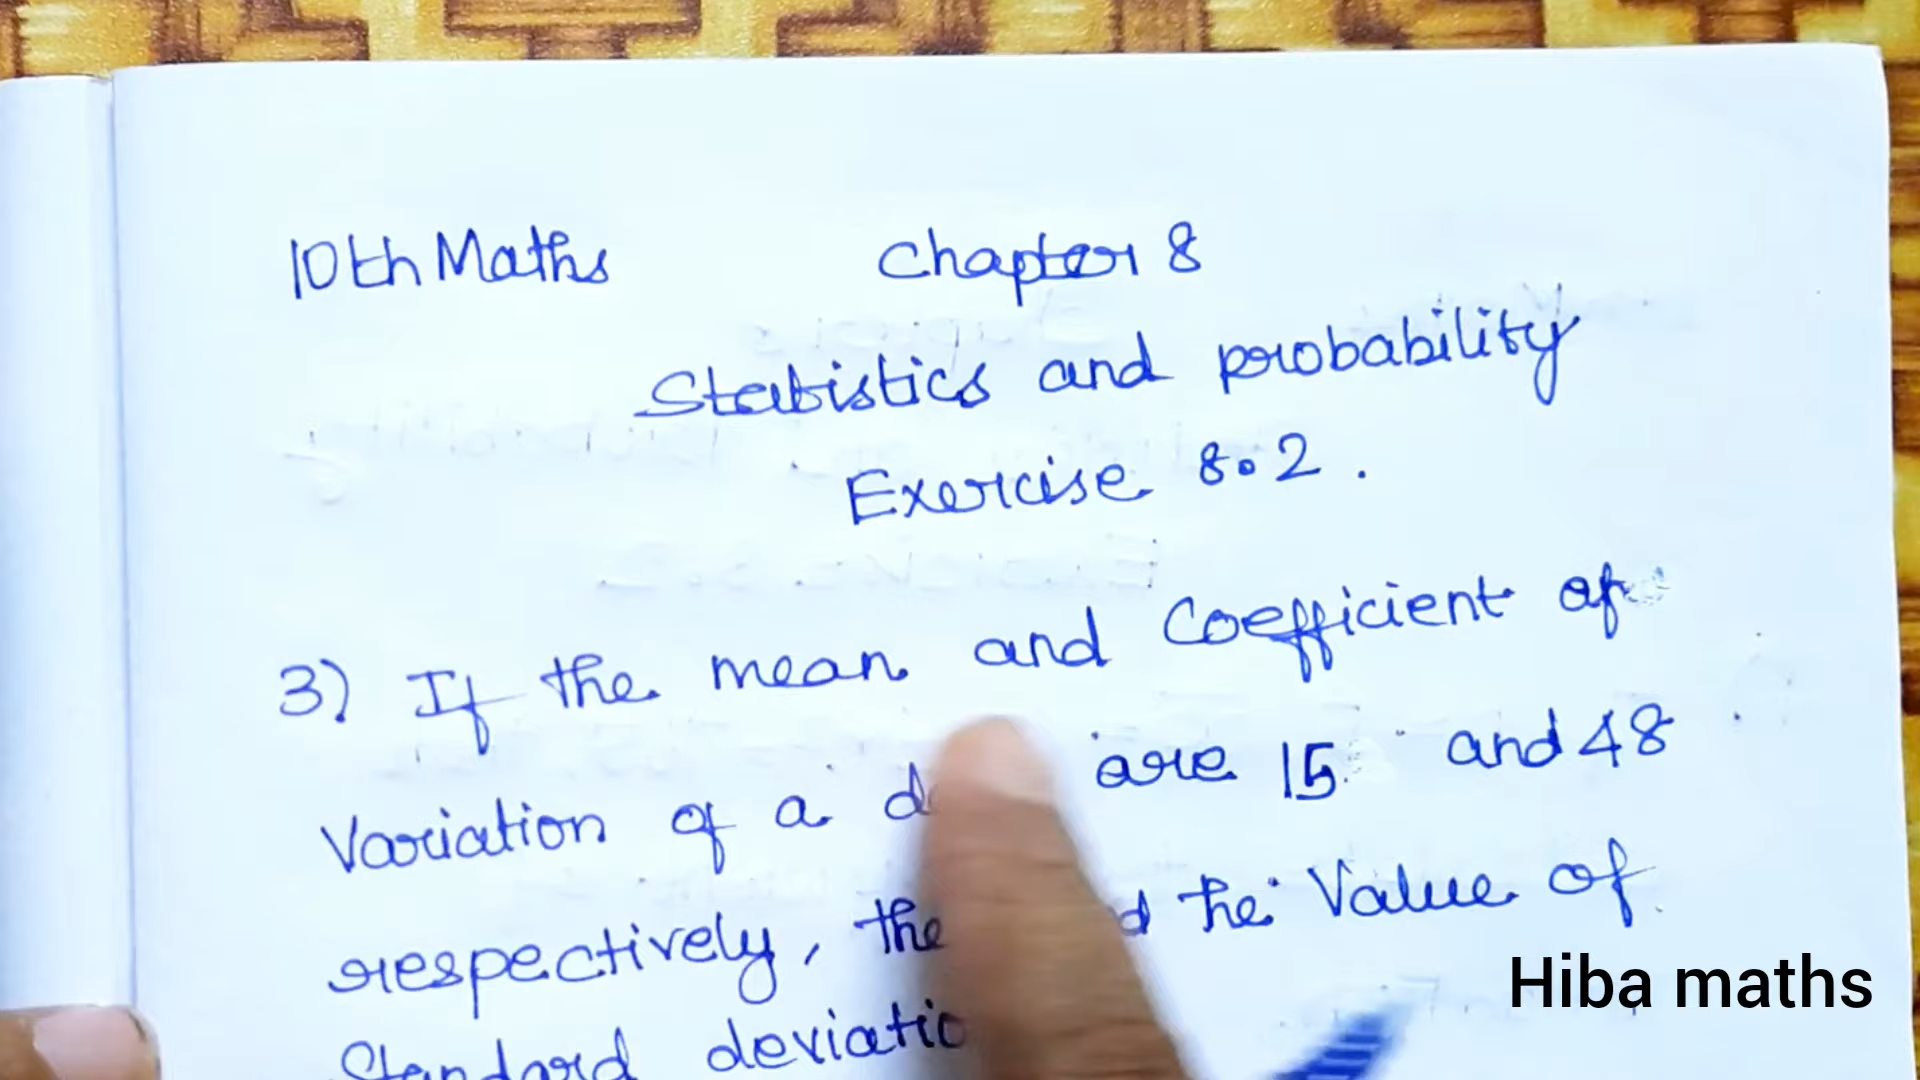 10th Maths Chapter 8
Statistics and probability
Exercise 8.2.
3) If the mean and Coefficient of
Variation of a are 15 and 48
respectively, the the Value of
Standard
Hiba maths